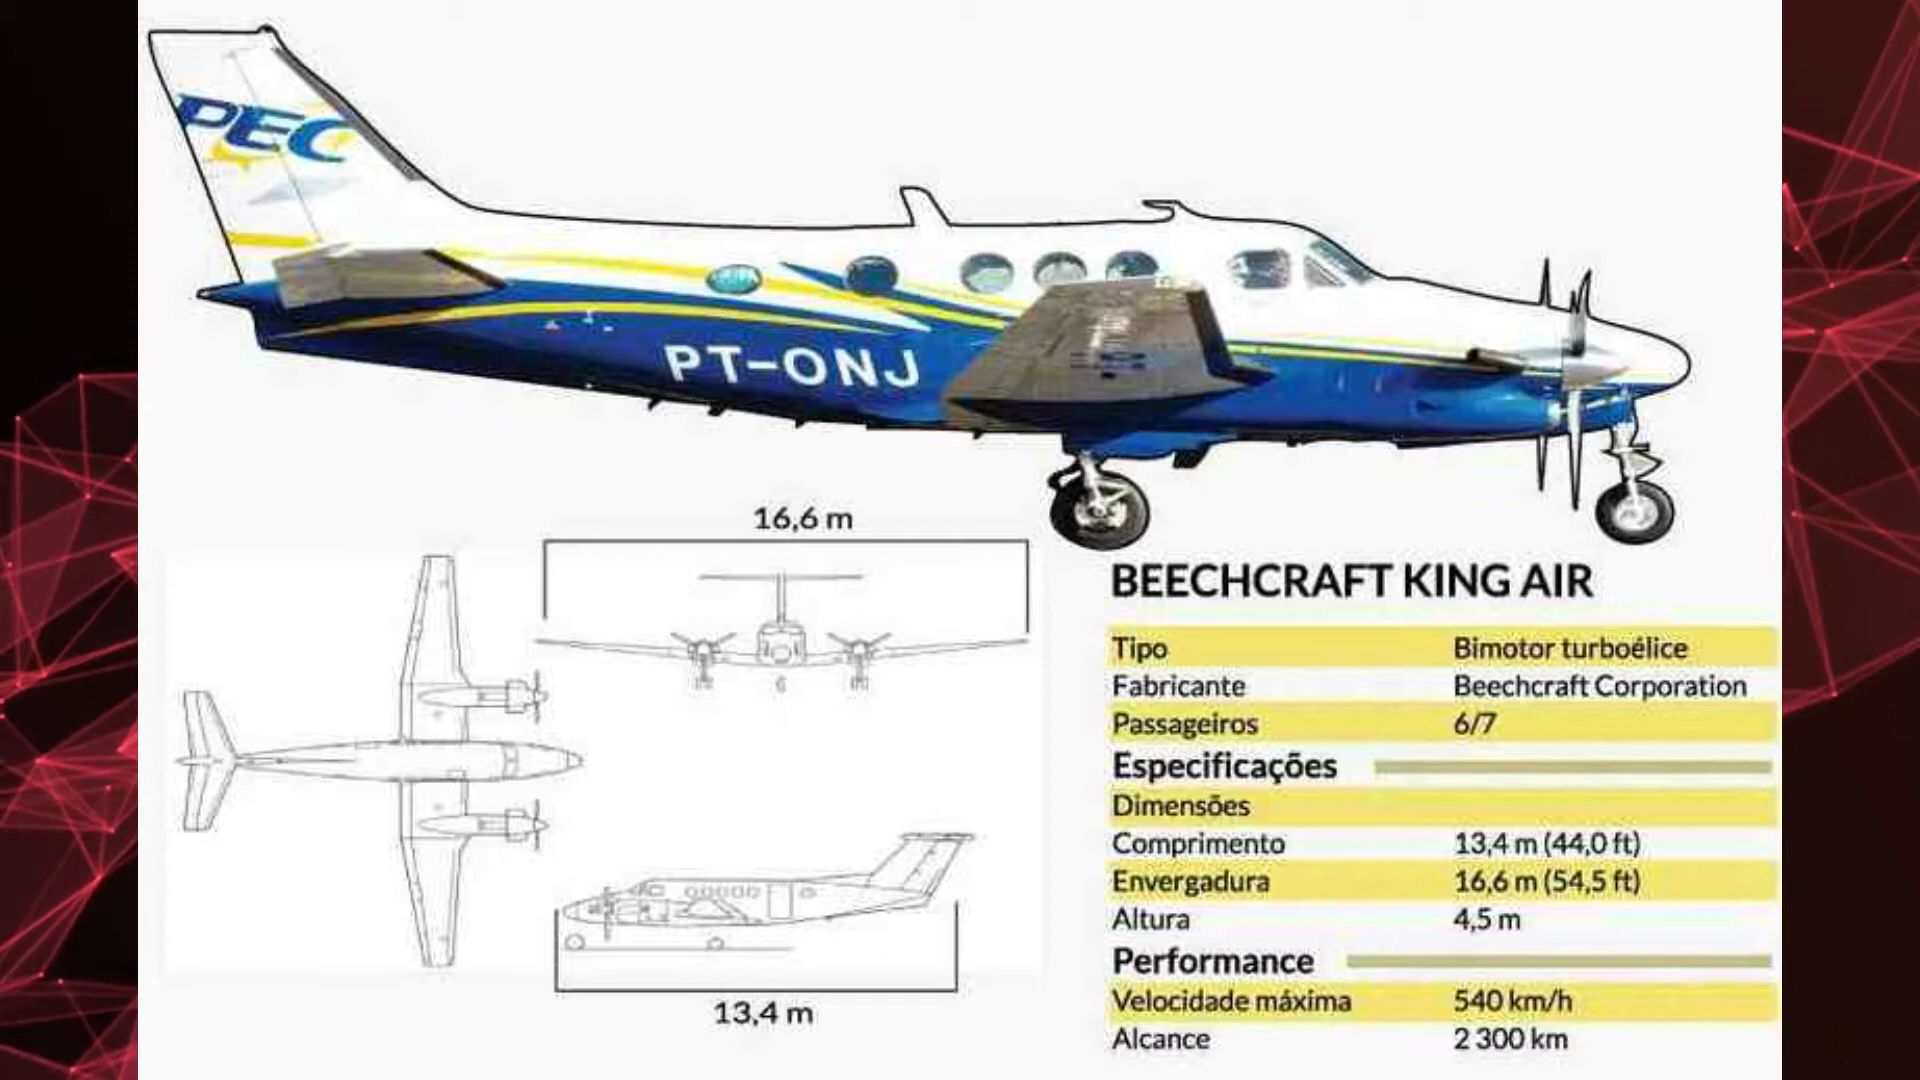 PEC
PT-ONJ
16,6 m
13,4 m
BEECHCRAFT KING AIR
Tipo Bimotor turboélice
Fabricante Beechcraft Corporation
Passageiros 6/7
Especificações
Dimensões
Comprimento 13,4 m (44,0 ft)
Envergadura 16,6 m (54,5 ft)
Altura 4,5 m
Performance
Velocidade máxima 540 km/h
Alcance 2 300 km